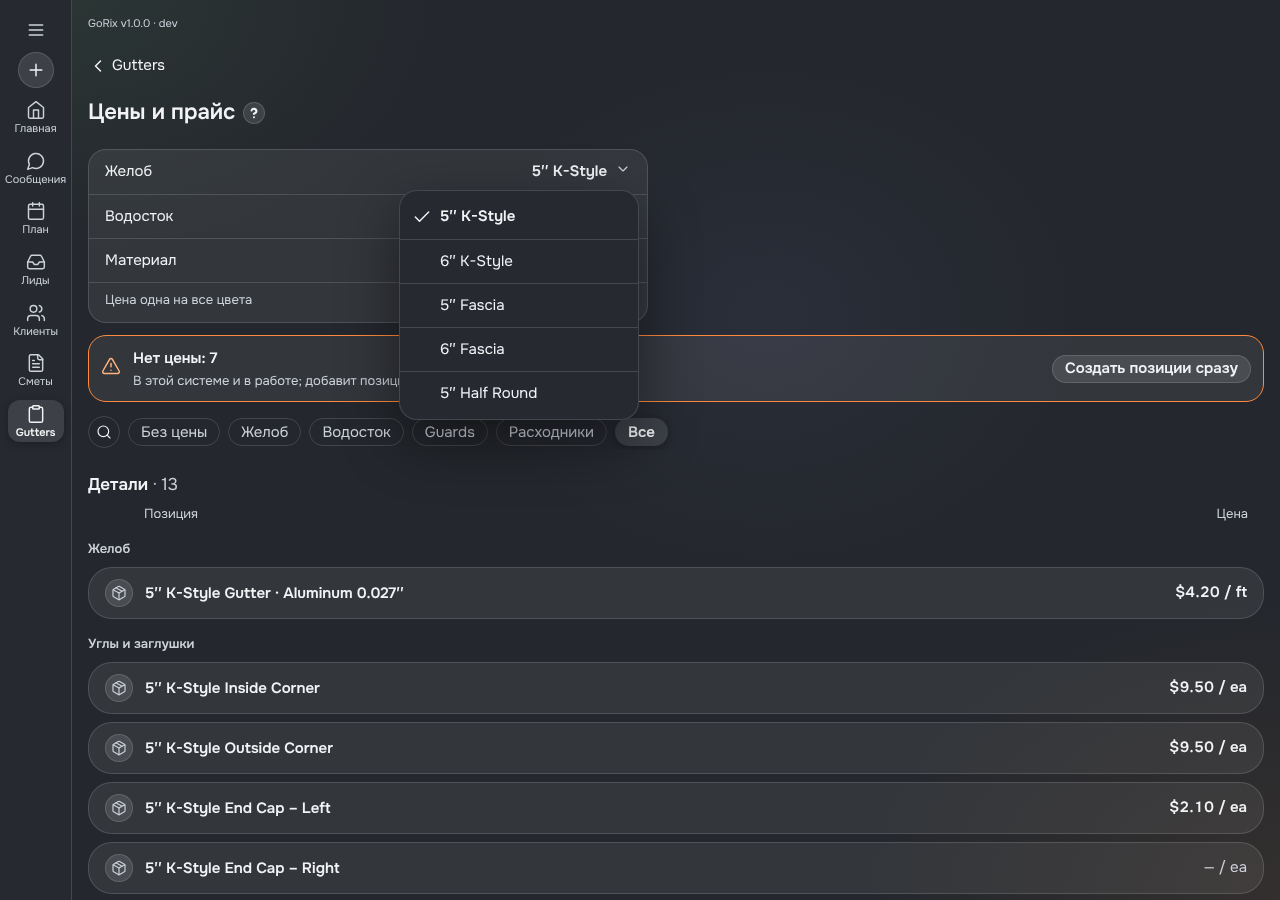 GoRix v1.0.0 · dev
Gutters
Цены и прайс ?
Главная
Сообщения
План
Лиды
Клиенты
Сметы
Gutters
Желоб 5″ K-Style
Водосток
Материал
Цена одна на все цвета
5″ K-Style
6″ K-Style
5″ Fascia
6″ Fascia
5″ Half Round
Нет цены: 7
В этой системе и в работе; добавит
Создать позиции сразу
Без цены Желоб Водосток Guards Расходники Все
Детали · 13
Позиция Цена
Желоб
5″ K-Style Gutter · Aluminum 0.027″ $4.20 / ft
Углы и заглушки
5″ K-Style Inside Corner $9.50 / ea
5″ K-Style Outside Corner $9.50 / ea
5″ K-Style End Cap – Left $2.10 / ea
5″ K-Style End Cap – Right – / ea